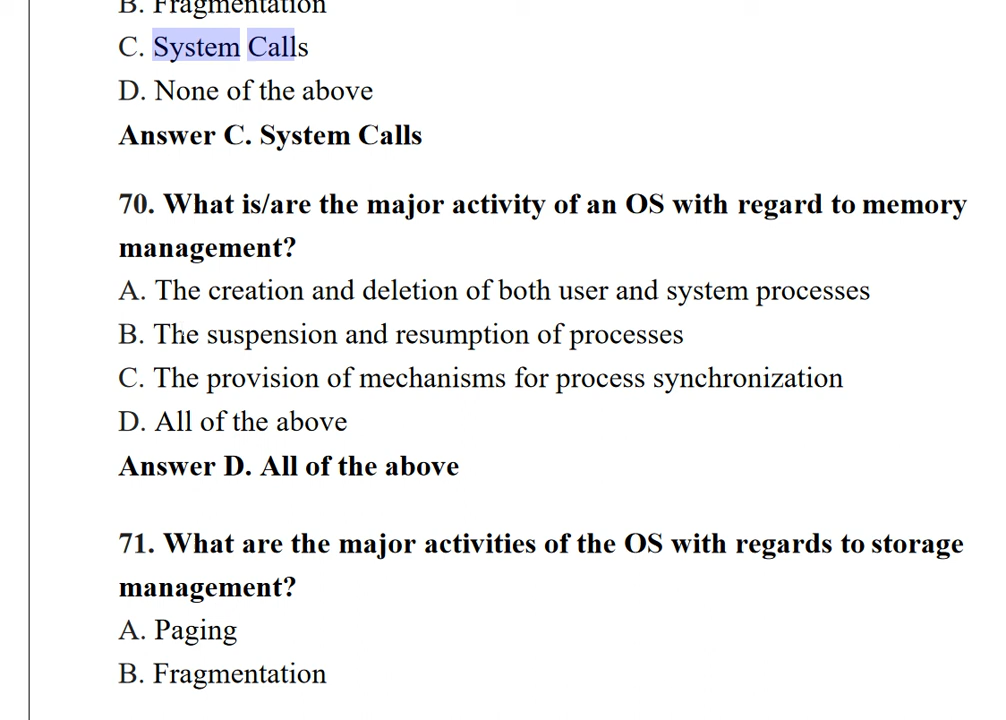 B. Fragmentation
C. System Calls
D. None of the above
Answer C. System Calls
70. What is/are the major activity of an OS with regard to memory
management?
A. The creation and deletion of both user and system processes
B. The suspension and resumption of processes
C. The provision of mechanisms for process synchronization
D. All of the above
Answer D. All of the above
71. What are the major activities of the OS with regards to storage
management?
A. Paging
B. Fragmentation